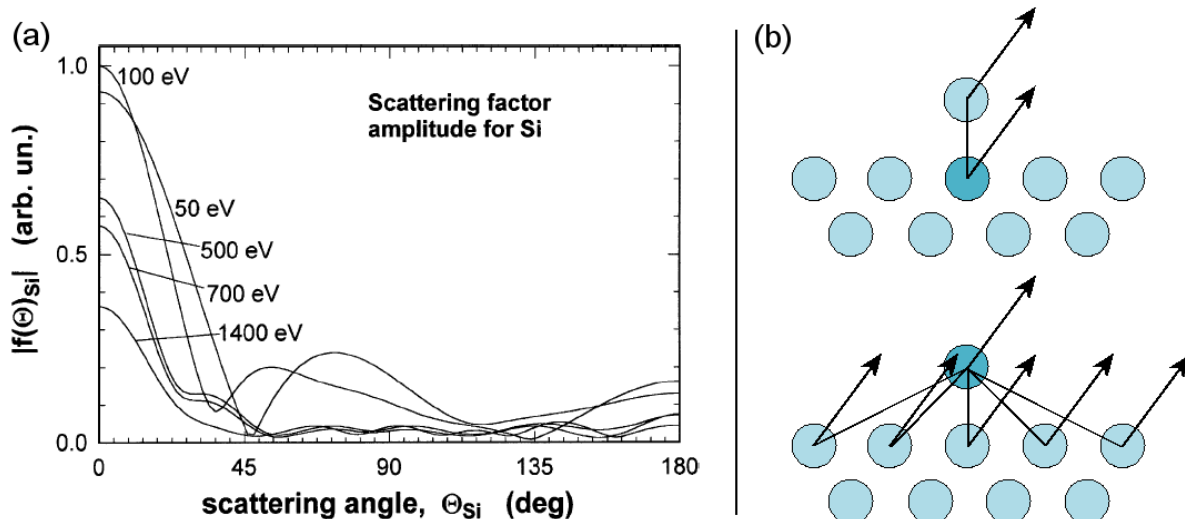 (a)
1.0
0.5
0.0
|f(Θ)Si| (arb. un.)
100 eV
50 eV
500 eV
700 eV
1400 eV
Scattering factor
amplitude for Si
0
45
90
135
180
scattering angle, ΘSi (deg)
(b)